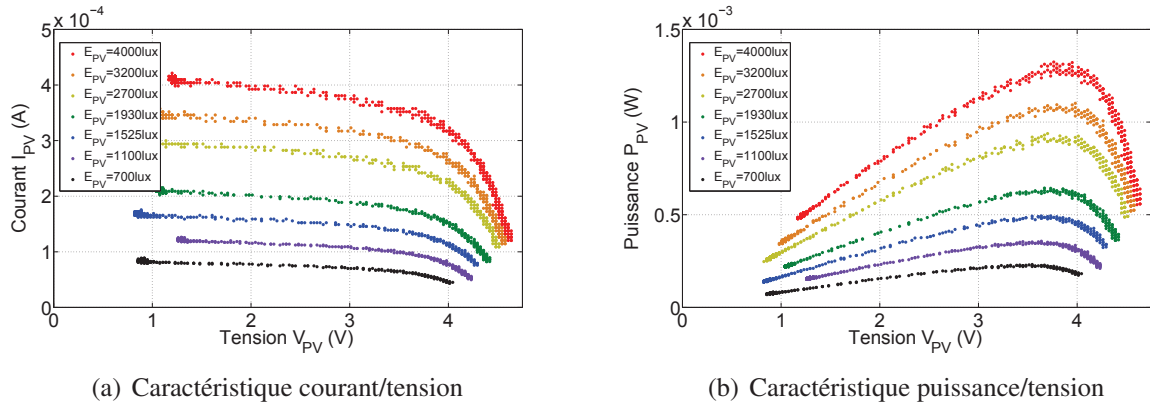 5 x 10⁻⁴
4
3
2
1
0
Courant I_PV (A)
E_PV=4000lux
E_PV=3200lux
E_PV=2700lux
E_PV=1930lux
E_PV=1525lux
E_PV=1100lux
E_PV=700lux
0 1 2 3 4
Tension V_PV (V)
(a) Caractéristique courant/tension
1.5 x 10⁻³
1
0.5
0
Puissance P_PV (W)
E_PV=4000lux
E_PV=3200lux
E_PV=2700lux
E_PV=1930lux
E_PV=1525lux
E_PV=1100lux
E_PV=700lux
0 1 2 3 4
Tension V_PV (V)
(b) Caractéristique puissance/tension